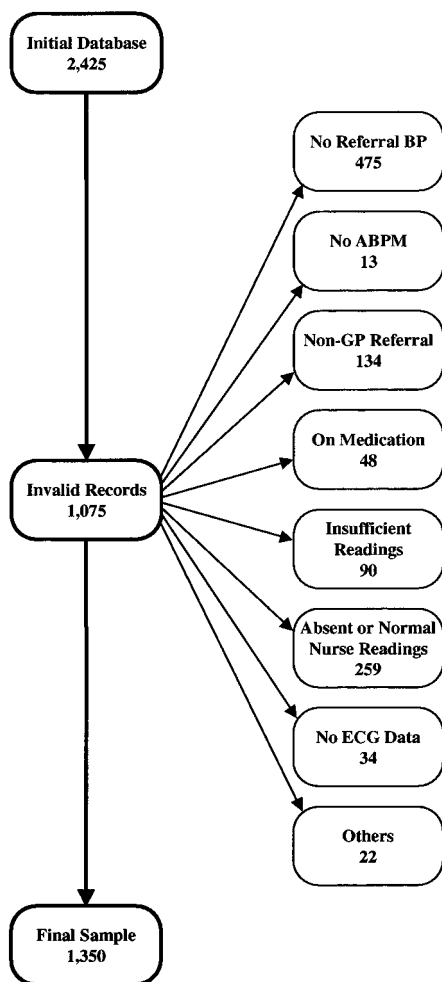 Initial Database
2,425
No Referral BP
475
No ABPM
13
Non-GP Referral
134
On Medication
48
Invalid Records
1,075
Insufficient
Readings
90
Absent or Normal
Nurse Readings
259
No ECG Data
34
Others
22
Final Sample
1,350